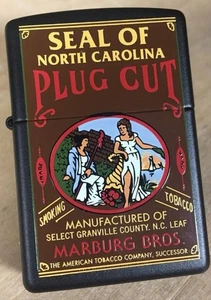 SEAL OF
NORTH CAROLINA
PLUG CUT
SMOKING
TOBACCO
MANUFACTURED OF
SELECT GRANVILLE COUNTY. N.C. LEAF
MARBURG BROS.
THE AMERICAN TOBACCO COMPANY, SUCCESSOR